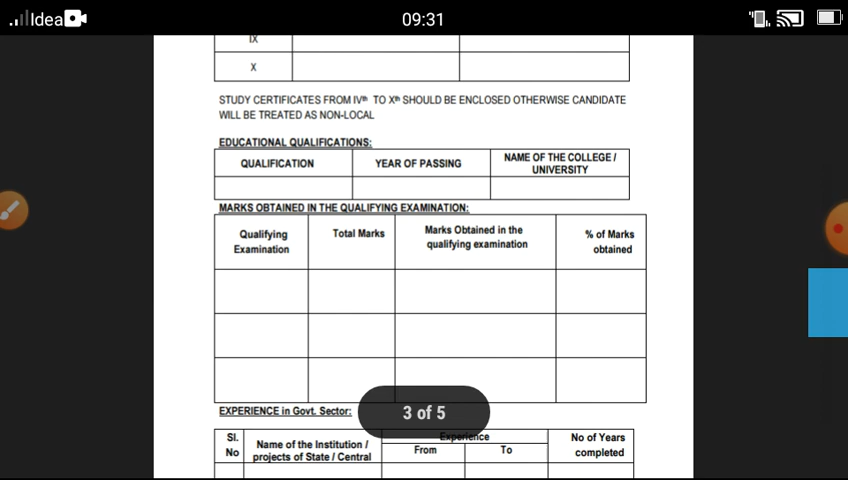 Idea
09:31
IX
X
STUDY CERTIFICATES FROM IVth TO Xth SHOULD BE ENCLOSED OTHERWISE CANDIDATE
WILL BE TREATED AS NON-LOCAL
EDUCATIONAL QUALIFICATIONS:
QUALIFICATION
YEAR OF PASSING
NAME OF THE COLLEGE /
UNIVERSITY
MARKS OBTAINED IN THE QUALIFYING EXAMINATION:
Qualifying
Examination
Total Marks
Marks Obtained in the
qualifying examination
% of Marks
obtained
EXPERIENCE in Govt. Sector:
3 of 5
Sl.
No
Name of the Institution /
projects of State / Central
Experience
From
To
No of Years
completed